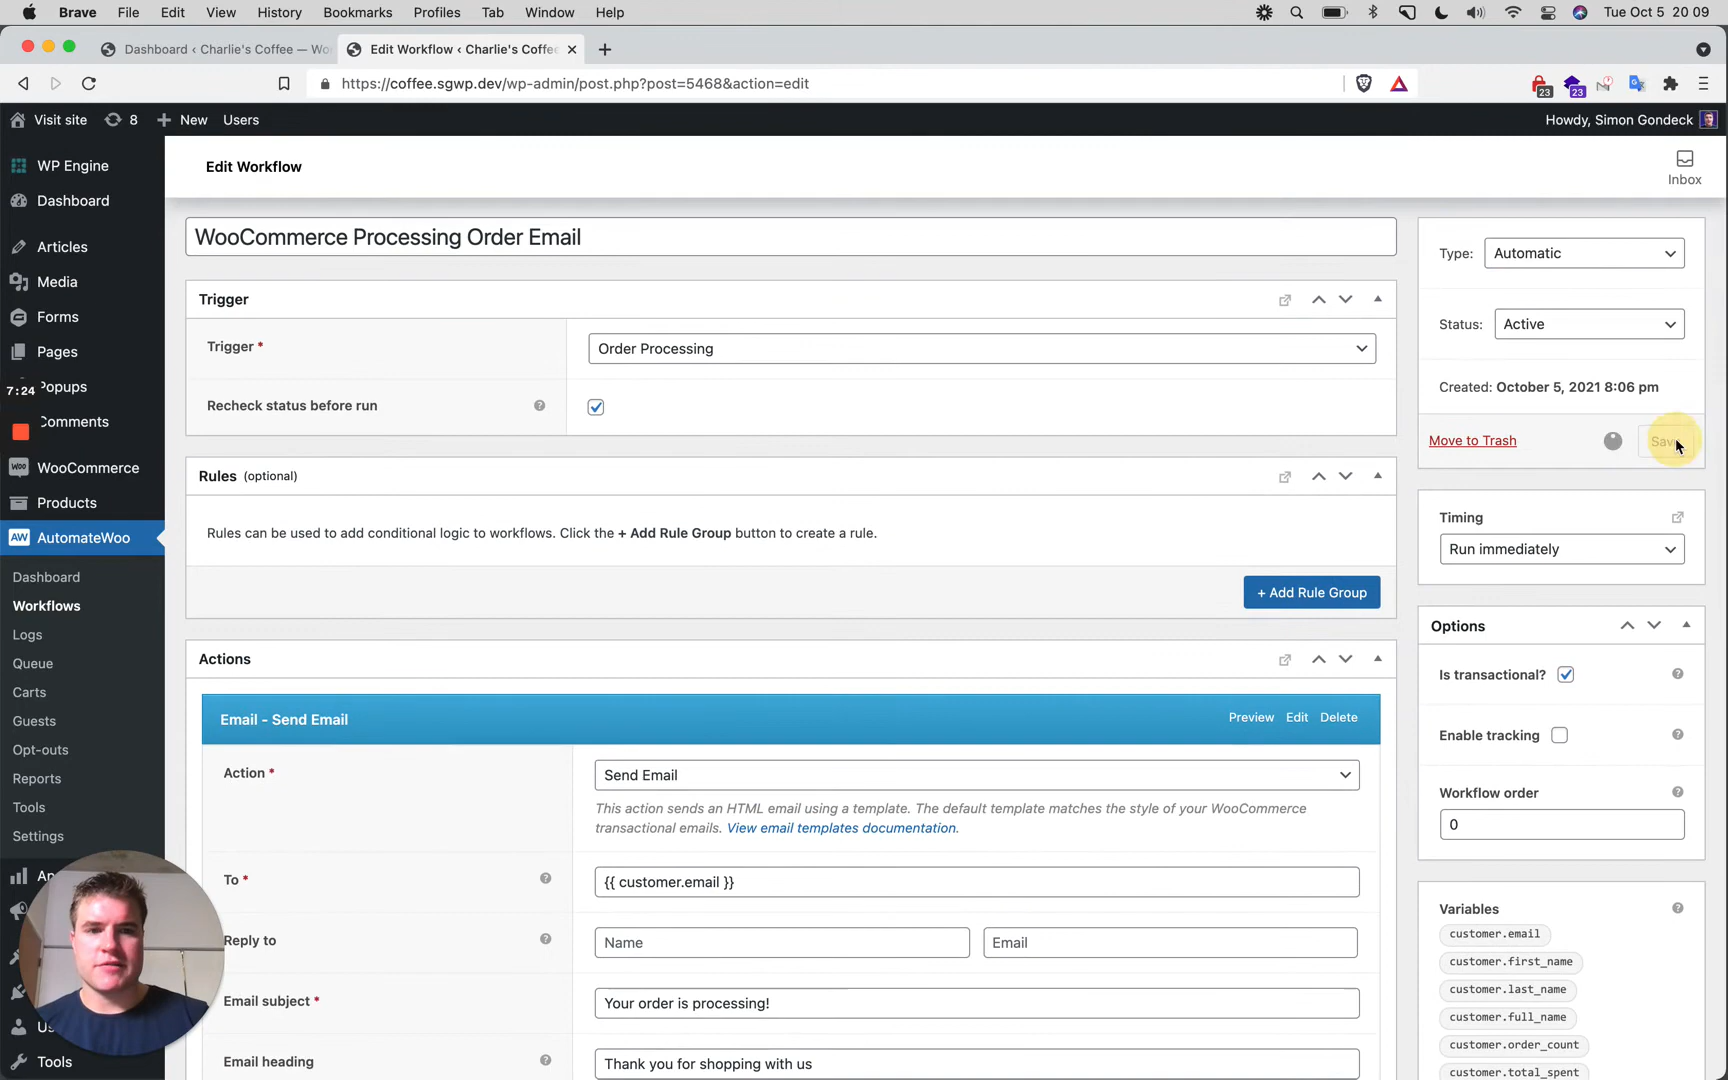 Brave File Edit View History Bookmarks Profiles Tab Window Help Tue Oct 5 20 09
Dashboard ‹ Charlie's Coffee — Wo
Edit Workflow ‹ Charlie's Coffee
https://coffee.sgwp.dev/wp-admin/post.php?post=5468&action=edit
23 23
Visit site 8 New Users Howdy, Simon Gondeck
WP Engine
Dashboard
Articles
Media
Forms
Pages
Popups
7:24
Comments
WooCommerce
Products
AutomateWoo
Dashboard
Workflows
Logs
Queue
Carts
Guests
Opt-outs
Reports
Tools
Settings
Tools
Edit Workflow
Inbox
WooCommerce Processing Order Email
Trigger
Trigger * Order Processing
Recheck status before run
Rules (optional)
Rules can be used to add conditional logic to workflows. Click the + Add Rule Group button to create a rule.
+ Add Rule Group
Actions
Email - Send Email Preview Edit Delete
Action * Send Email
This action sends an HTML email using a template. The default template matches the style of your WooCommerce
transactional emails. View email templates documentation.
To * {{ customer.email }}
Reply to Name Email
Email subject * Your order is processing!
Email heading Thank you for shopping with us
Type: Automatic
Status: Active
Created: October 5, 2021 8:06 pm
Move to Trash Save
Timing
Run immediately
Options
Is transactional?
Enable tracking
Workflow order
0
Variables
customer.email
customer.first_name
customer.last_name
customer.full_name
customer.order_count
customer.total_spent